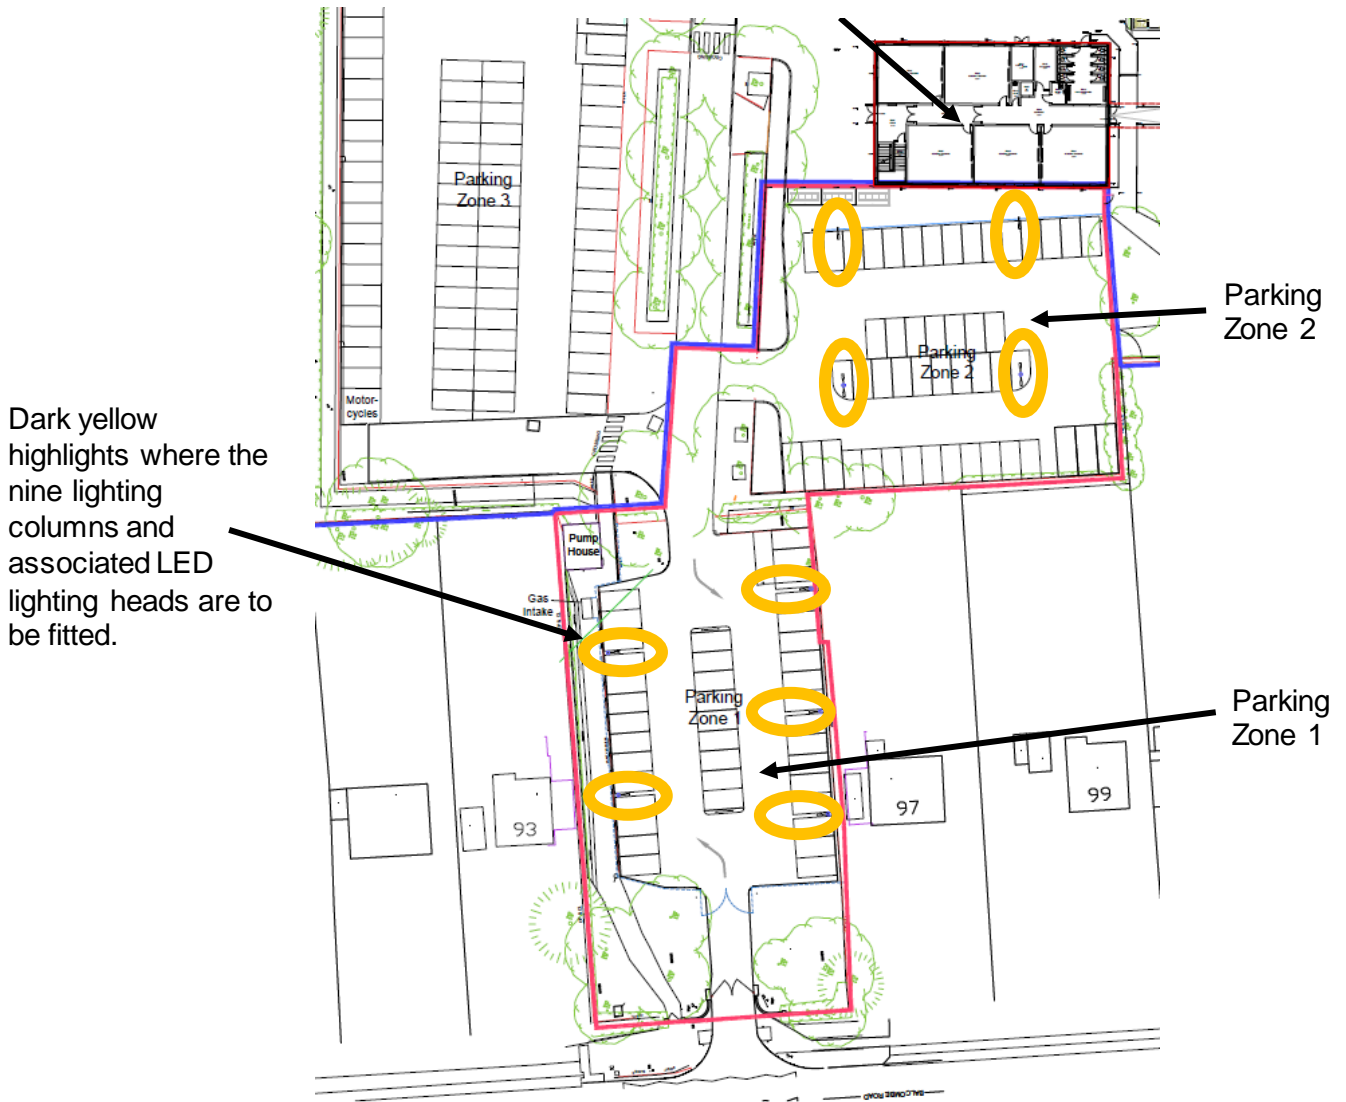 Parking
Zone 3
Parking
Zone 2
Parking
Zone 2
Motor-
cycles
Dark yellow
highlights where the
nine lighting
columns and
associated LED
lighting heads are to
be fitted.
Pump
House
Gas
Intake
Parking
Zone 1
Parking
Zone 1
93
97
99
BALCOMBE ROAD